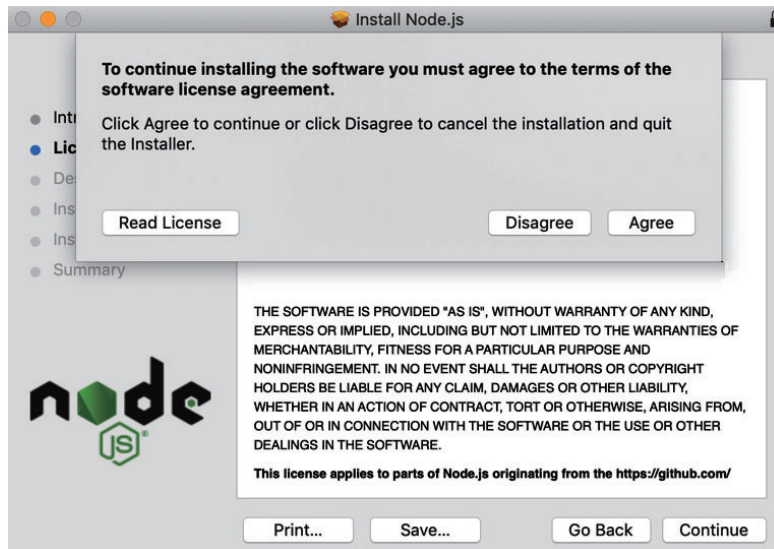 Install Node.js
To continue installing the software you must agree to the terms of the
software license agreement.
Click Agree to continue or click Disagree to cancel the installation and quit
the Installer.
Read License
Disagree
Agree
Summary
THE SOFTWARE IS PROVIDED "AS IS", WITHOUT WARRANTY OF ANY KIND,
EXPRESS OR IMPLIED, INCLUDING BUT NOT LIMITED TO THE WARRANTIES OF
MERCHANTABILITY, FITNESS FOR A PARTICULAR PURPOSE AND
NONINFRINGEMENT. IN NO EVENT SHALL THE AUTHORS OR COPYRIGHT
HOLDERS BE LIABLE FOR ANY CLAIM, DAMAGES OR OTHER LIABILITY,
WHETHER IN AN ACTION OF CONTRACT, TORT OR OTHERWISE, ARISING FROM,
OUT OF OR IN CONNECTION WITH THE SOFTWARE OR THE USE OR OTHER
DEALINGS IN THE SOFTWARE.
This license applies to parts of Node.js originating from the https://github.com/
node
JS
Print...
Save...
Go Back
Continue